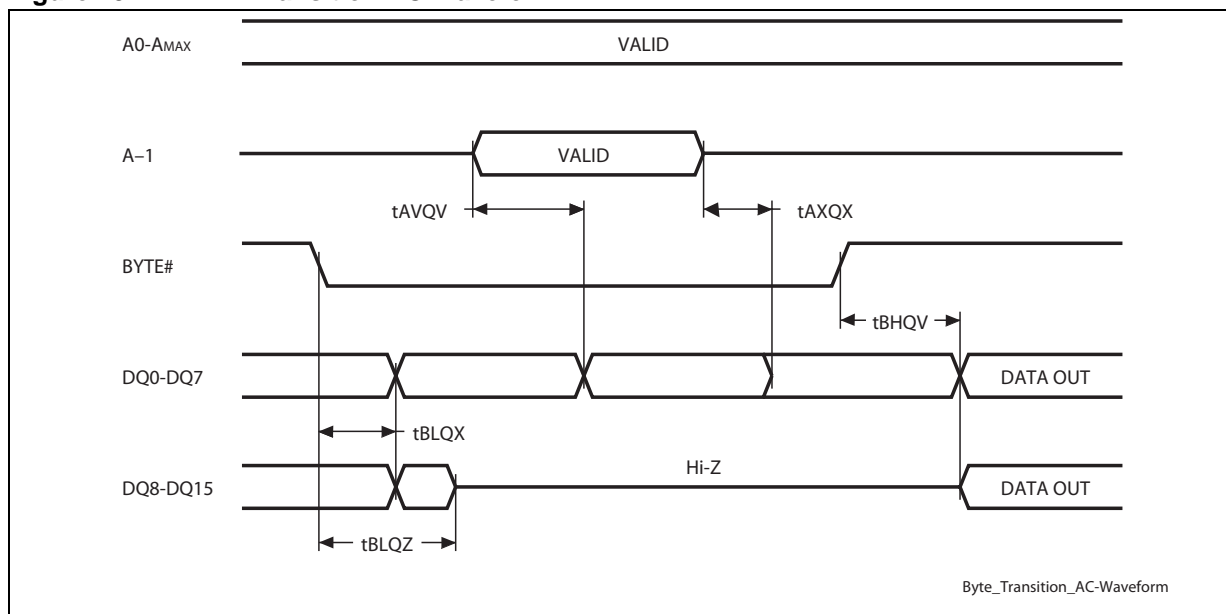 A0-AMAX
VALID
A–1
VALID
tAVQV
tAXQX
BYTE#
tBHQV
DQ0-DQ7
DATA OUT
tBLQX
Hi-Z
DQ8-DQ15
DATA OUT
tBLQZ
Byte_Transition_AC-Waveform